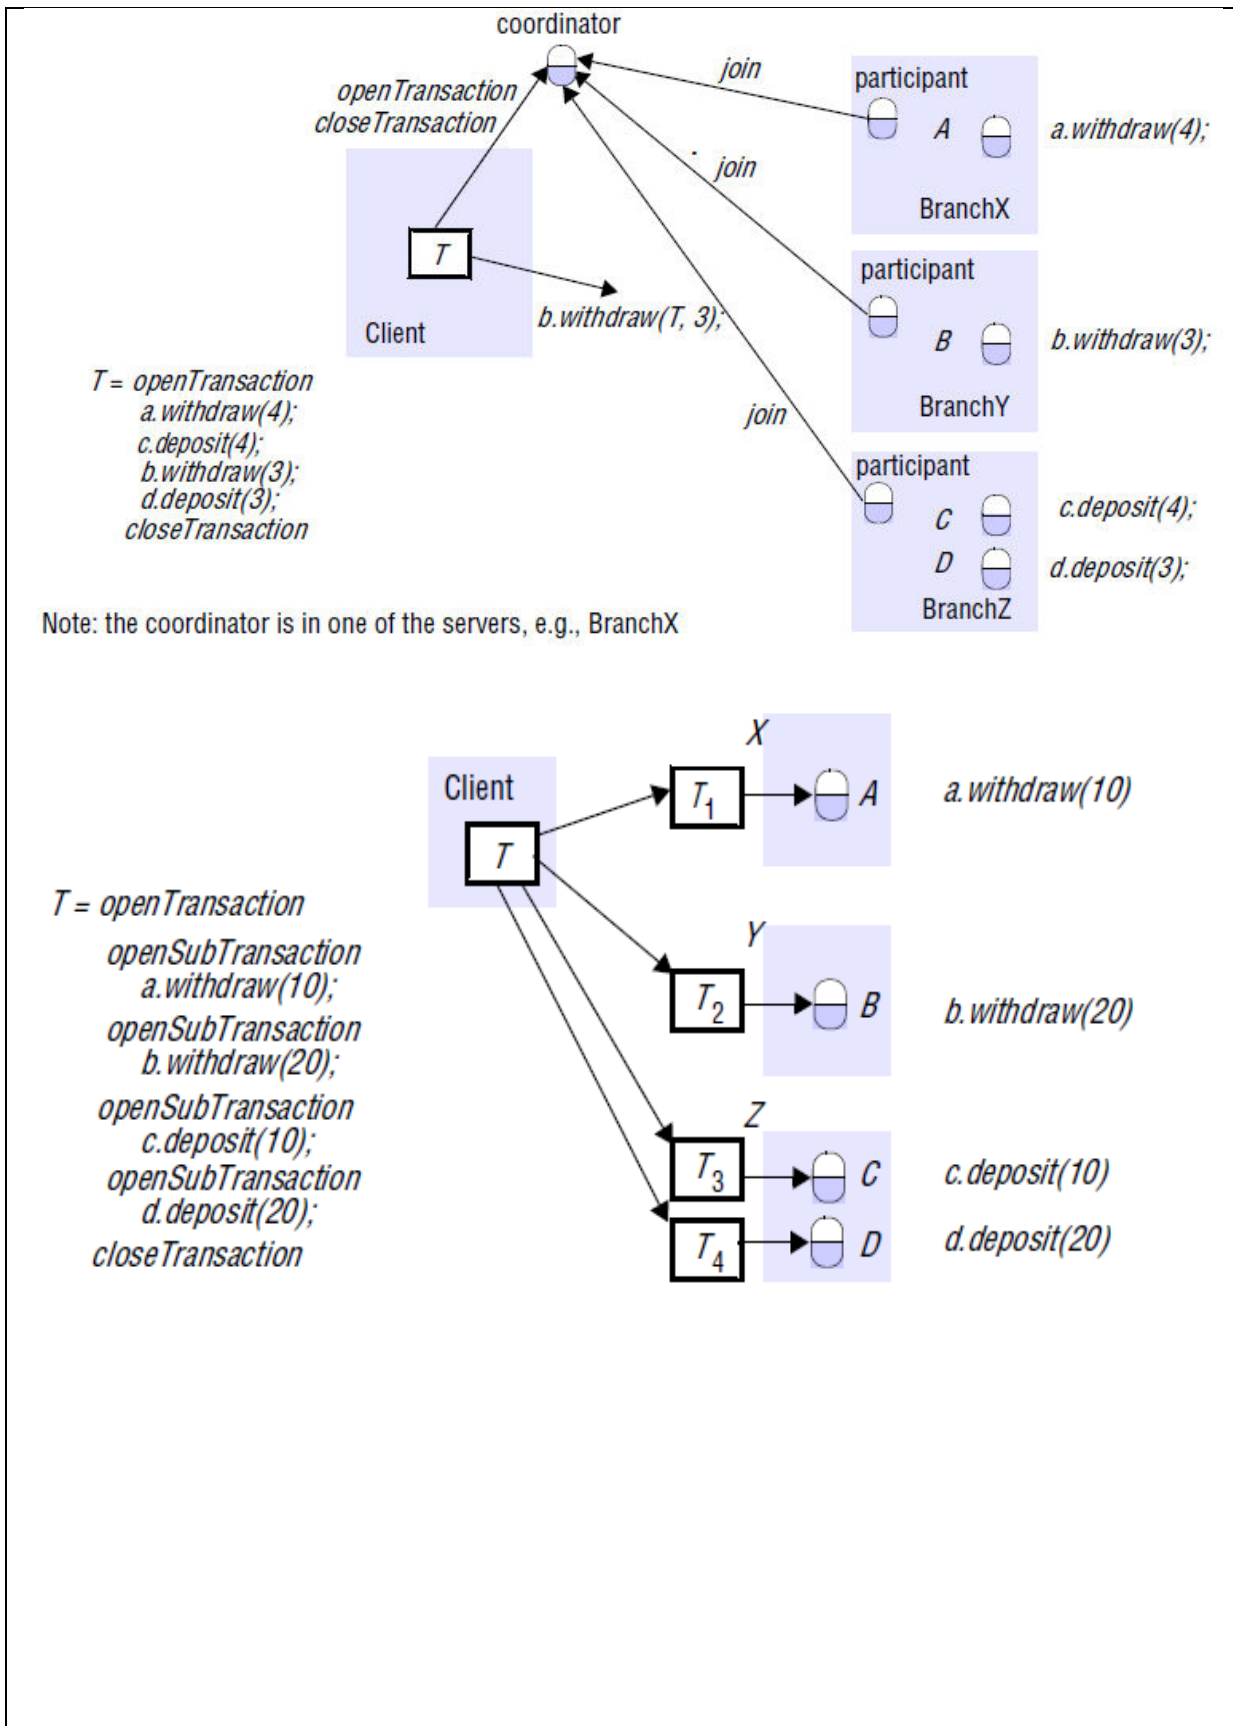 coordinator
join
participant
openTransaction
closeTransaction
A
a.withdraw(4);
join
BranchX
T
participant
b.withdraw(T, 3);
Client
B
b.withdraw(3);
T = openTransaction
a.withdraw(4);
c.deposit(4);
b.withdraw(3);
d.deposit(3);
closeTransaction
BranchY
join
participant
C
c.deposit(4);
D
d.deposit(3);
BranchZ
Note: the coordinator is in one of the servers, e.g., BranchX
X
Client
T1
A
a.withdraw(10)
T
T = openTransaction
openSubTransaction
a.withdraw(10);
openSubTransaction
b.withdraw(20);
openSubTransaction
c.deposit(10);
openSubTransaction
d.deposit(20);
closeTransaction
Y
T2
B
b.withdraw(20)
Z
T3
C
c.deposit(10)
T4
D
d.deposit(20)